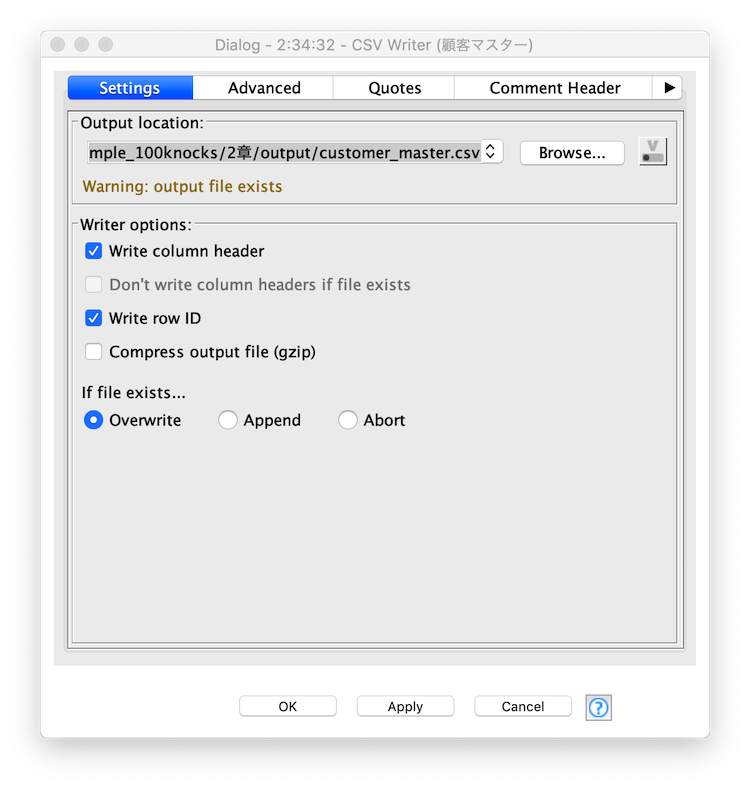 Dialog - 2:34:32 - CSV Writer (顧客マスター)
Settings Advanced Quotes Comment Header
Output location:
mple_100knocks/2章/output/customer_master.csv Browse... V
Warning: output file exists
Writer options:
Write column header
Don't write column headers if file exists
Write row ID
Compress output file (gzip)
If file exists...
Overwrite Append Abort
OK Apply Cancel ?